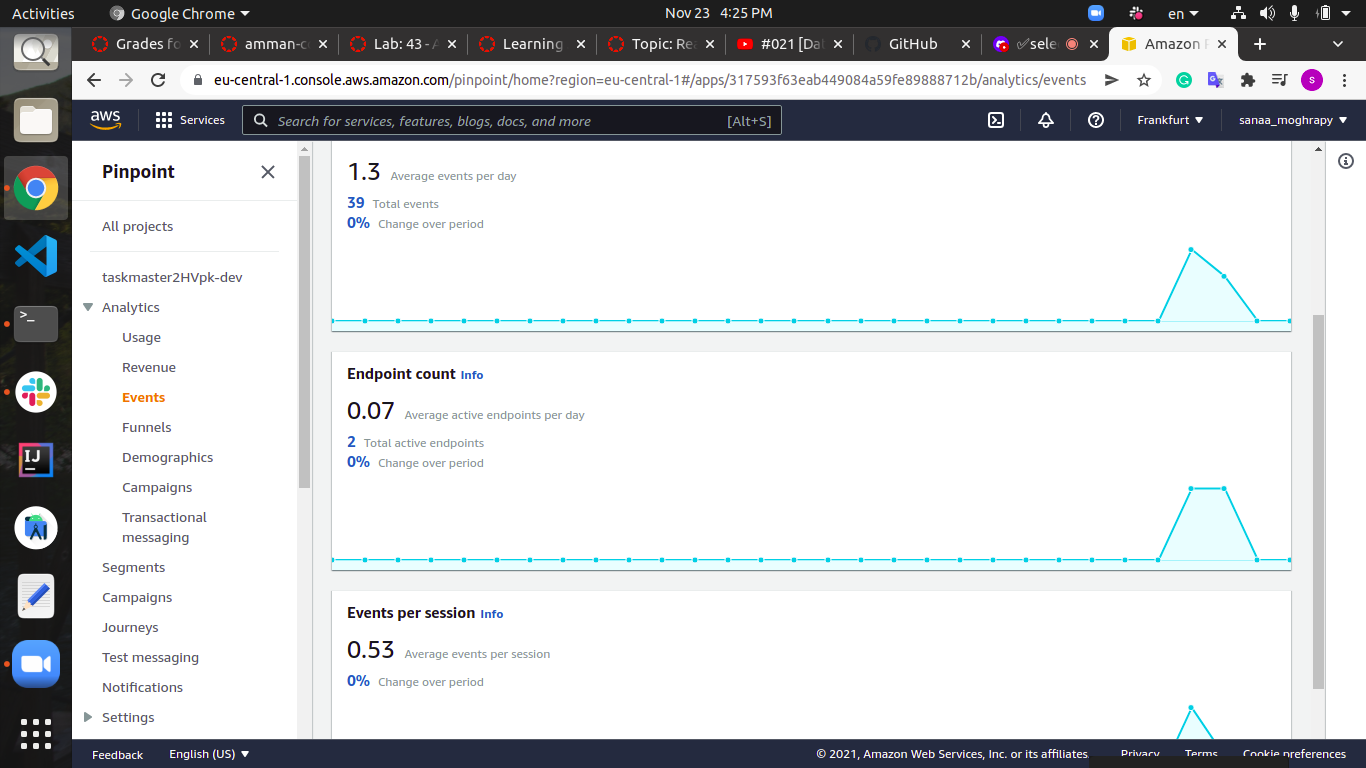 Activities
Google Chrome
Nov 23 4:25 PM
en
Grades fo
amman-c
Lab: 43 - A
Learning
Topic: Rea
#021 [Dal
GitHub
✅sele
Amazon P
eu-central-1.console.aws.amazon.com/pinpoint/home?region=eu-central-1#/apps/317593f63eab449084a59fe89888712b/analytics/events
s
aws
Services
Search for services, features, blogs, docs, and more
[Alt+S]
Frankfurt
sanaa_moghrapy
Pinpoint
All projects
taskmaster2HVpk-dev
Analytics
Usage
Revenue
Events
Funnels
Demographics
Campaigns
Transactional
messaging
Segments
Campaigns
Journeys
Test messaging
Notifications
Settings
1.3 Average events per day
39 Total events
0% Change over period
Endpoint count Info
0.07 Average active endpoints per day
2 Total active endpoints
0% Change over period
Events per session Info
0.53 Average events per session
0% Change over period
Feedback
English (US)
© 2021, Amazon Web Services, Inc. or its affiliates.
Privacy
Terms
Cookie preferences